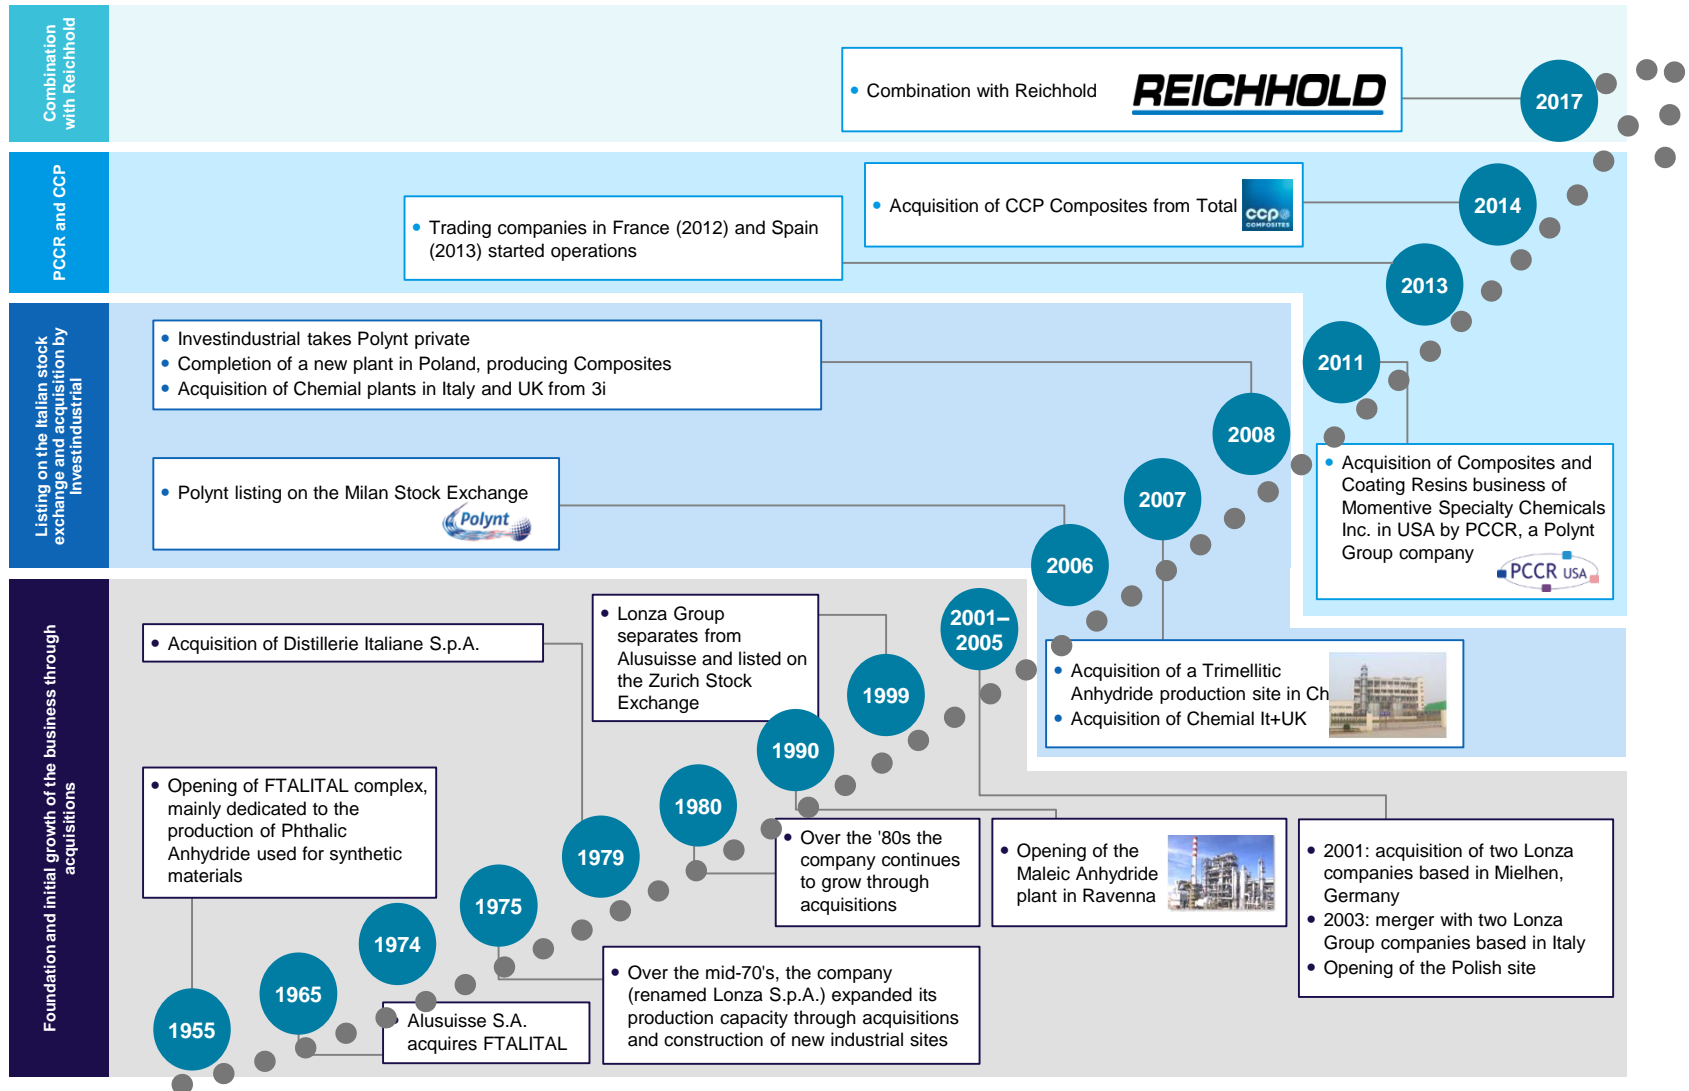 Combination
with Reichhold
Combination with Reichhold
REICHHOLD
2017
PCCR and CCP
Acquisition of CCP Composites from Total
ccp
COMPOSITES
2014
Trading companies in France (2012) and Spain
(2013) started operations
2013
Listing on the Italian stock
exchange and acquisition by
Investindustrial
Investindustrial takes Polynt private
Completion of a new plant in Poland, producing Composites
Acquisition of Chemial plants in Italy and UK from 3i
2011
2008
Acquisition of Composites and
Coating Resins business of
Momentive Specialty Chemicals
Inc. in USA by PCCR, a Polynt
Group company
PCCR USA
Polynt listing on the Milan Stock Exchange
Polynt
2007
2006
Acquisition of a Trimellitic
Anhydride production site in Ch
Acquisition of Chemial It+UK
Foundation and initial growth of the business through
acquisitions
Acquisition of Distillerie Italiane S.p.A.
Lonza Group
separates from
Alusuisse and listed on
the Zurich Stock
Exchange
2001–
2005
1999
1990
1980
1979
Opening of FTALITAL complex,
mainly dedicated to the
production of Phthalic
Anhydride used for synthetic
materials
Over the '80s the
company continues
to grow through
acquisitions
Opening of the
Maleic Anhydride
plant in Ravenna
2001: acquisition of two Lonza
companies based in Mielhen,
Germany
2003: merger with two Lonza
Group companies based in Italy
Opening of the Polish site
1975
1974
1965
1955
Alusuisse S.A.
acquires FTALITAL
Over the mid-70's, the company
(renamed Lonza S.p.A.) expanded its
production capacity through acquisitions
and construction of new industrial sites